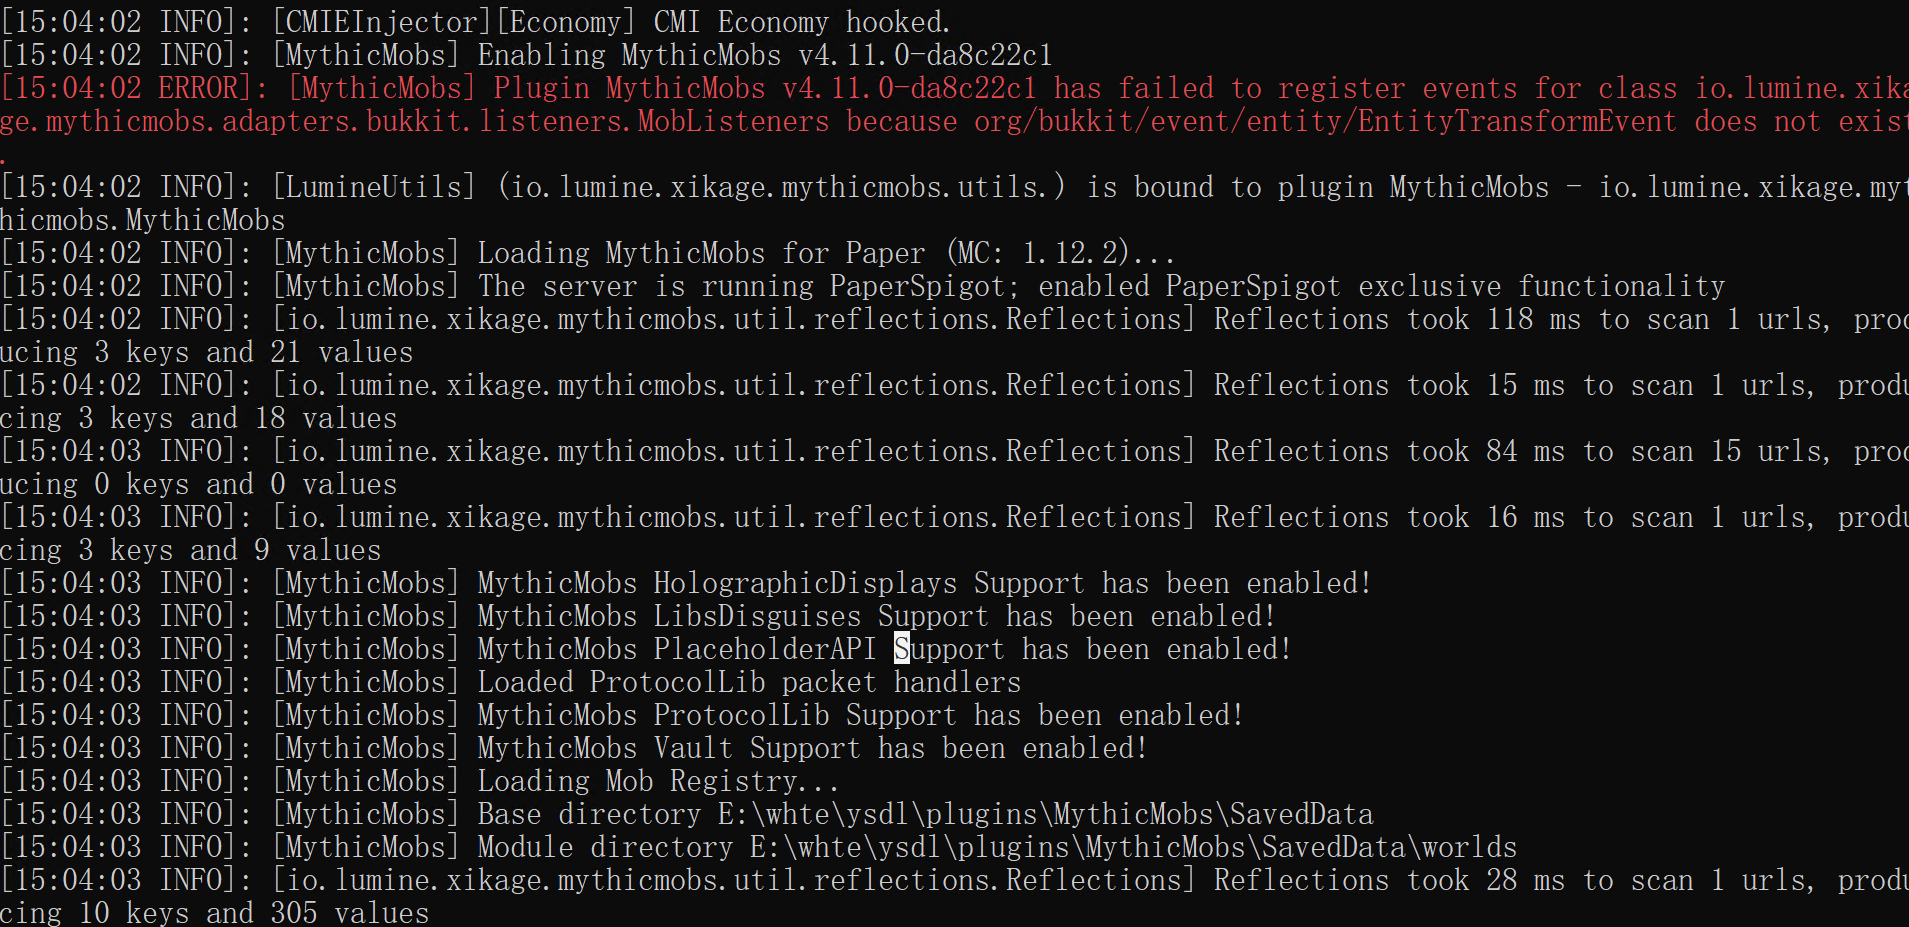 [15:04:02 INFO]: [CMIEInjector][Economy] CMI Economy hooked.
[15:04:02 INFO]: [MythicMobs] Enabling MythicMobs v4.11.0-da8c22c1
[15:04:02 ERROR]: [MythicMobs] Plugin MythicMobs v4.11.0-da8c22c1 has failed to register events for class io.lumine.xika
ge.mythicmobs.adapters.bukkit.listeners.MobListeners because org/bukkit/event/entity/EntityTransformEvent does not exist
.
[15:04:02 INFO]: [LumineUtils] (io.lumine.xikage.mythicmobs.utils.) is bound to plugin MythicMobs - io.lumine.xikage.myt
hicmobs.MythicMobs
[15:04:02 INFO]: [MythicMobs] Loading MythicMobs for Paper (MC: 1.12.2)...
[15:04:02 INFO]: [MythicMobs] The server is running PaperSpigot; enabled PaperSpigot exclusive functionality
[15:04:02 INFO]: [io.lumine.xikage.mythicmobs.util.reflections.Reflections] Reflections took 118 ms to scan 1 urls, prod
ucing 3 keys and 21 values
[15:04:02 INFO]: [io.lumine.xikage.mythicmobs.util.reflections.Reflections] Reflections took 15 ms to scan 1 urls, produ
cing 3 keys and 18 values
[15:04:03 INFO]: [io.lumine.xikage.mythicmobs.util.reflections.Reflections] Reflections took 84 ms to scan 15 urls, prod
ucing 0 keys and 0 values
[15:04:03 INFO]: [io.lumine.xikage.mythicmobs.util.reflections.Reflections] Reflections took 16 ms to scan 1 urls, produ
cing 3 keys and 9 values
[15:04:03 INFO]: [MythicMobs] MythicMobs HolographicDisplays Support has been enabled!
[15:04:03 INFO]: [MythicMobs] MythicMobs LibsDisguises Support has been enabled!
[15:04:03 INFO]: [MythicMobs] MythicMobs PlaceholderAPI Support has been enabled!
[15:04:03 INFO]: [MythicMobs] Loaded ProtocolLib packet handlers
[15:04:03 INFO]: [MythicMobs] MythicMobs ProtocolLib Support has been enabled!
[15:04:03 INFO]: [MythicMobs] MythicMobs Vault Support has been enabled!
[15:04:03 INFO]: [MythicMobs] Loading Mob Registry...
[15:04:03 INFO]: [MythicMobs] Base directory E:\whte\ysdl\plugins\MythicMobs\SavedData
[15:04:03 INFO]: [MythicMobs] Module directory E:\whte\ysdl\plugins\MythicMobs\SavedData\worlds
[15:04:03 INFO]: [io.lumine.xikage.mythicmobs.util.reflections.Reflections] Reflections took 28 ms to scan 1 urls, produ
cing 10 keys and 305 values